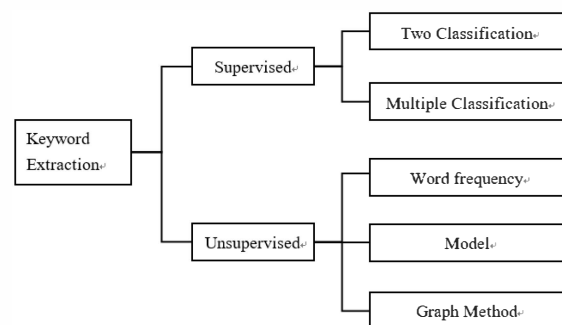 Two Classification
Supervised
Multiple Classification
Keyword
Extraction
Word frequency
Unsupervised
Model
Graph Method